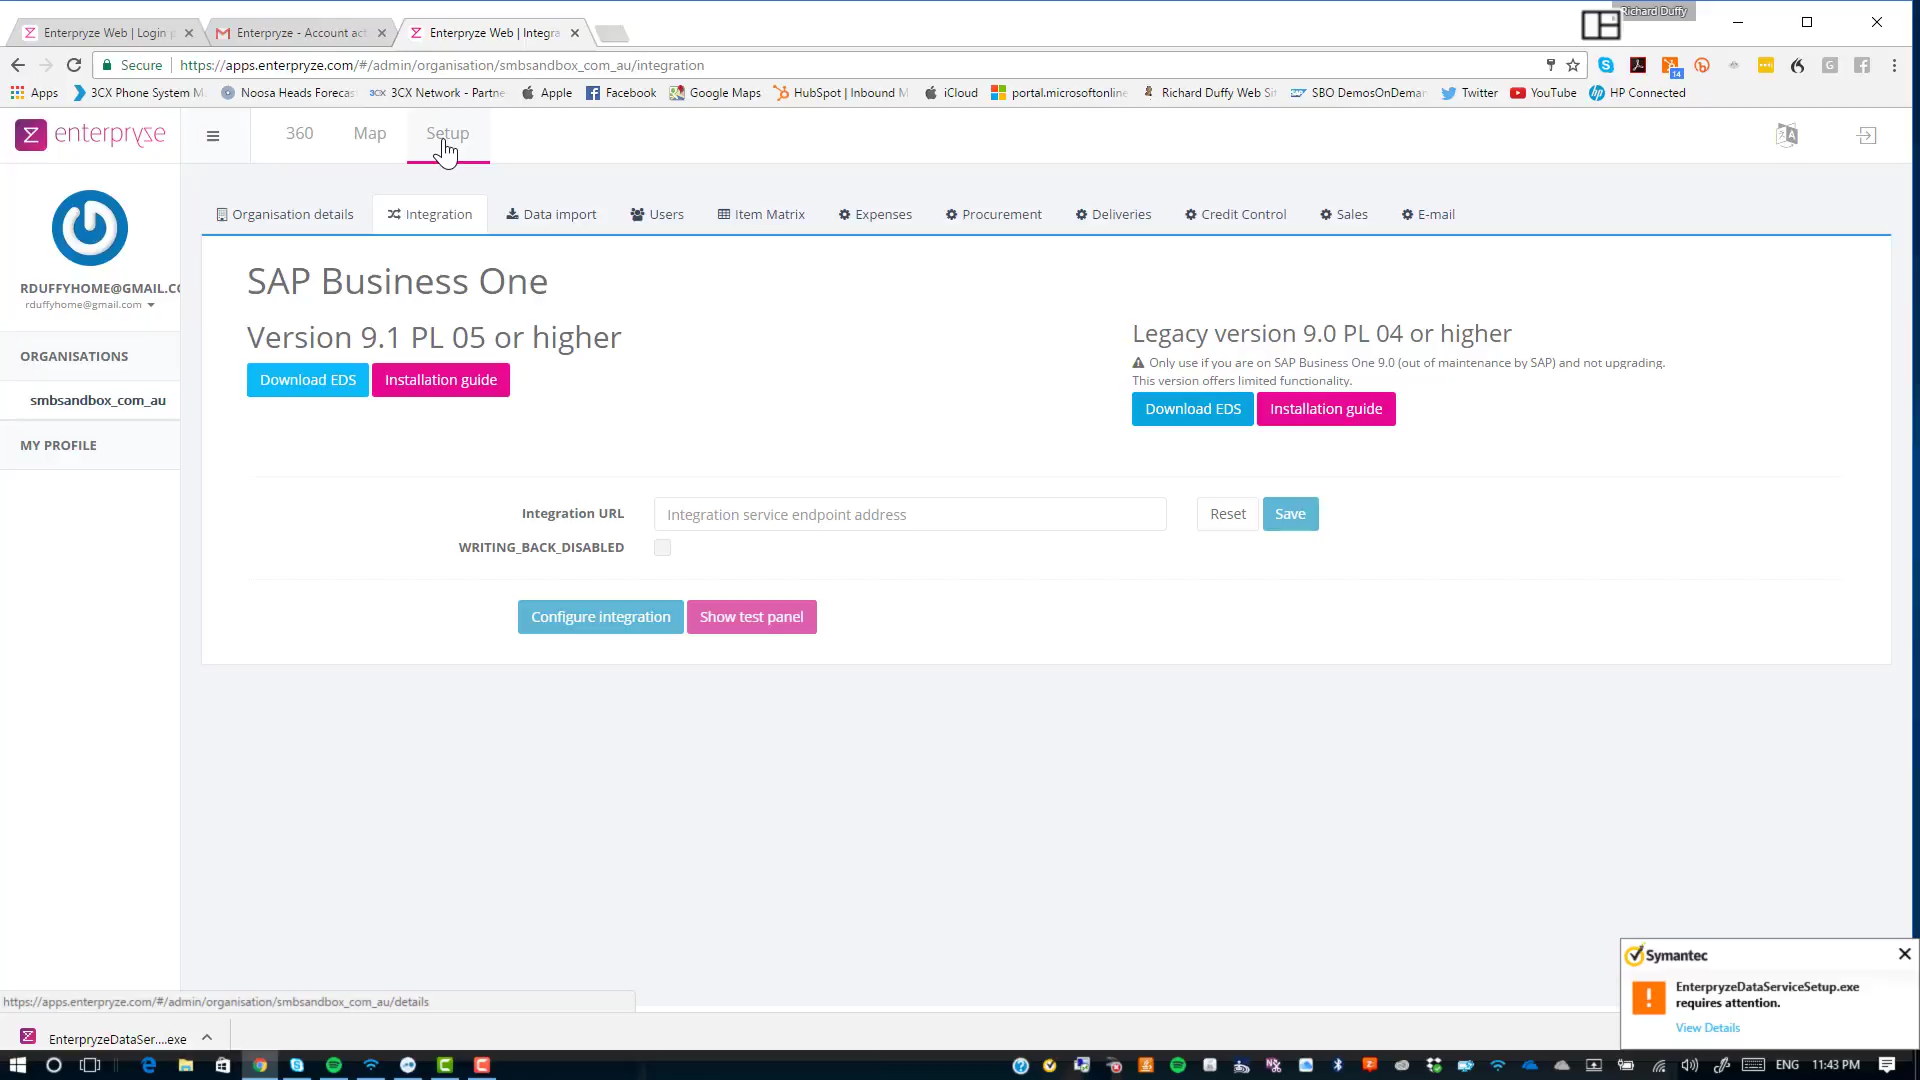 Richard Duffy
Enterpryze Web | Login p
Enterpryze - Account act
Enterpryze Web | Integra
Secure
https://apps.enterpryze.com/#/admin/organisation/smbsandbox_com_au/integration
14
Apps
3CX Phone System M
Noosa Heads Forecas
3CX 3CX Network - Partne
Apple
Facebook
Google Maps
HubSpot | Inbound M
iCloud
portal.microsoftonline
Richard Duffy Web Si
SBO DemosOnDeman
Twitter
YouTube
HP Connected
enterpryze
360
Map
Setup
Organisation details
Integration
Data import
Users
Item Matrix
Expenses
Procurement
Deliveries
Credit Control
Sales
E-mail
RDUFFYHOME@GMAIL.CO
rduffyhome@gmail.com
ORGANISATIONS
smbsandbox_com_au
MY PROFILE
SAP Business One
Version 9.1 PL 05 or higher
Download EDS
Installation guide
Legacy version 9.0 PL 04 or higher
Only use if you are on SAP Business One 9.0 (out of maintenance by SAP) and not upgrading.
This version offers limited functionality.
Download EDS
Installation guide
Integration URL
Integration service endpoint address
Reset
Save
WRITING_BACK_DISABLED
Configure integration
Show test panel
Symantec
EnterpryzeDataServiceSetup.exe
requires attention.
View Details
https://apps.enterpryze.com/#/admin/organisation/smbsandbox_com_au/details
EnterpryzeDataSer....exe
ENG
11:43 PM